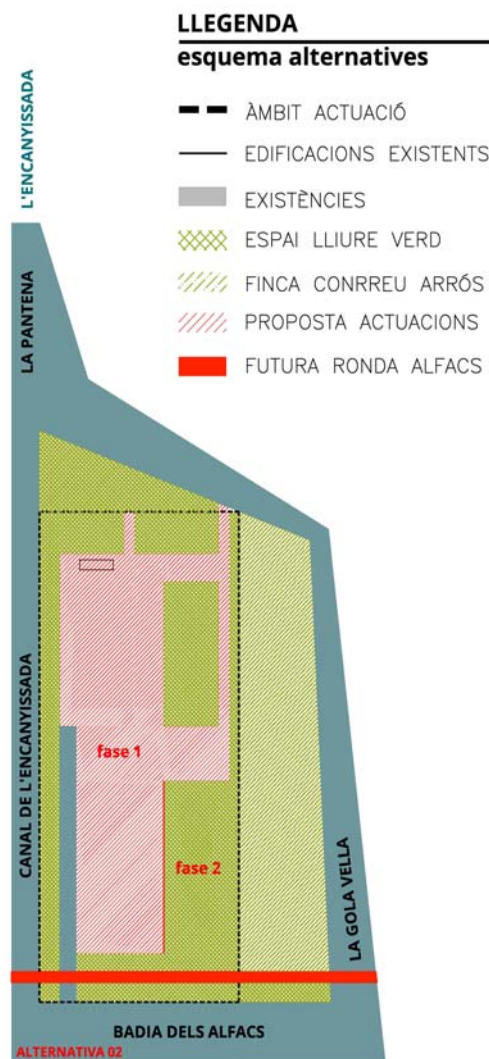 LLEGENDA
esquema alternatives
ÀMBIT ACTUACIÓ
EDIFICACIONS EXISTENTS
EXISTÈNCIES
ESPAI LLIURE VERD
FINCA CONRREU ARRÓS
PROPOSTA ACTUACIONS
FUTURA RONDA ALFACS
L'ENCANYISSADA
LA PANTENA
CANAL DE L'ENCANYISSADA
fase 1
fase 2
LA GOLA VELLA
BADIA DELS ALFACS
ALTERNATIVA 02